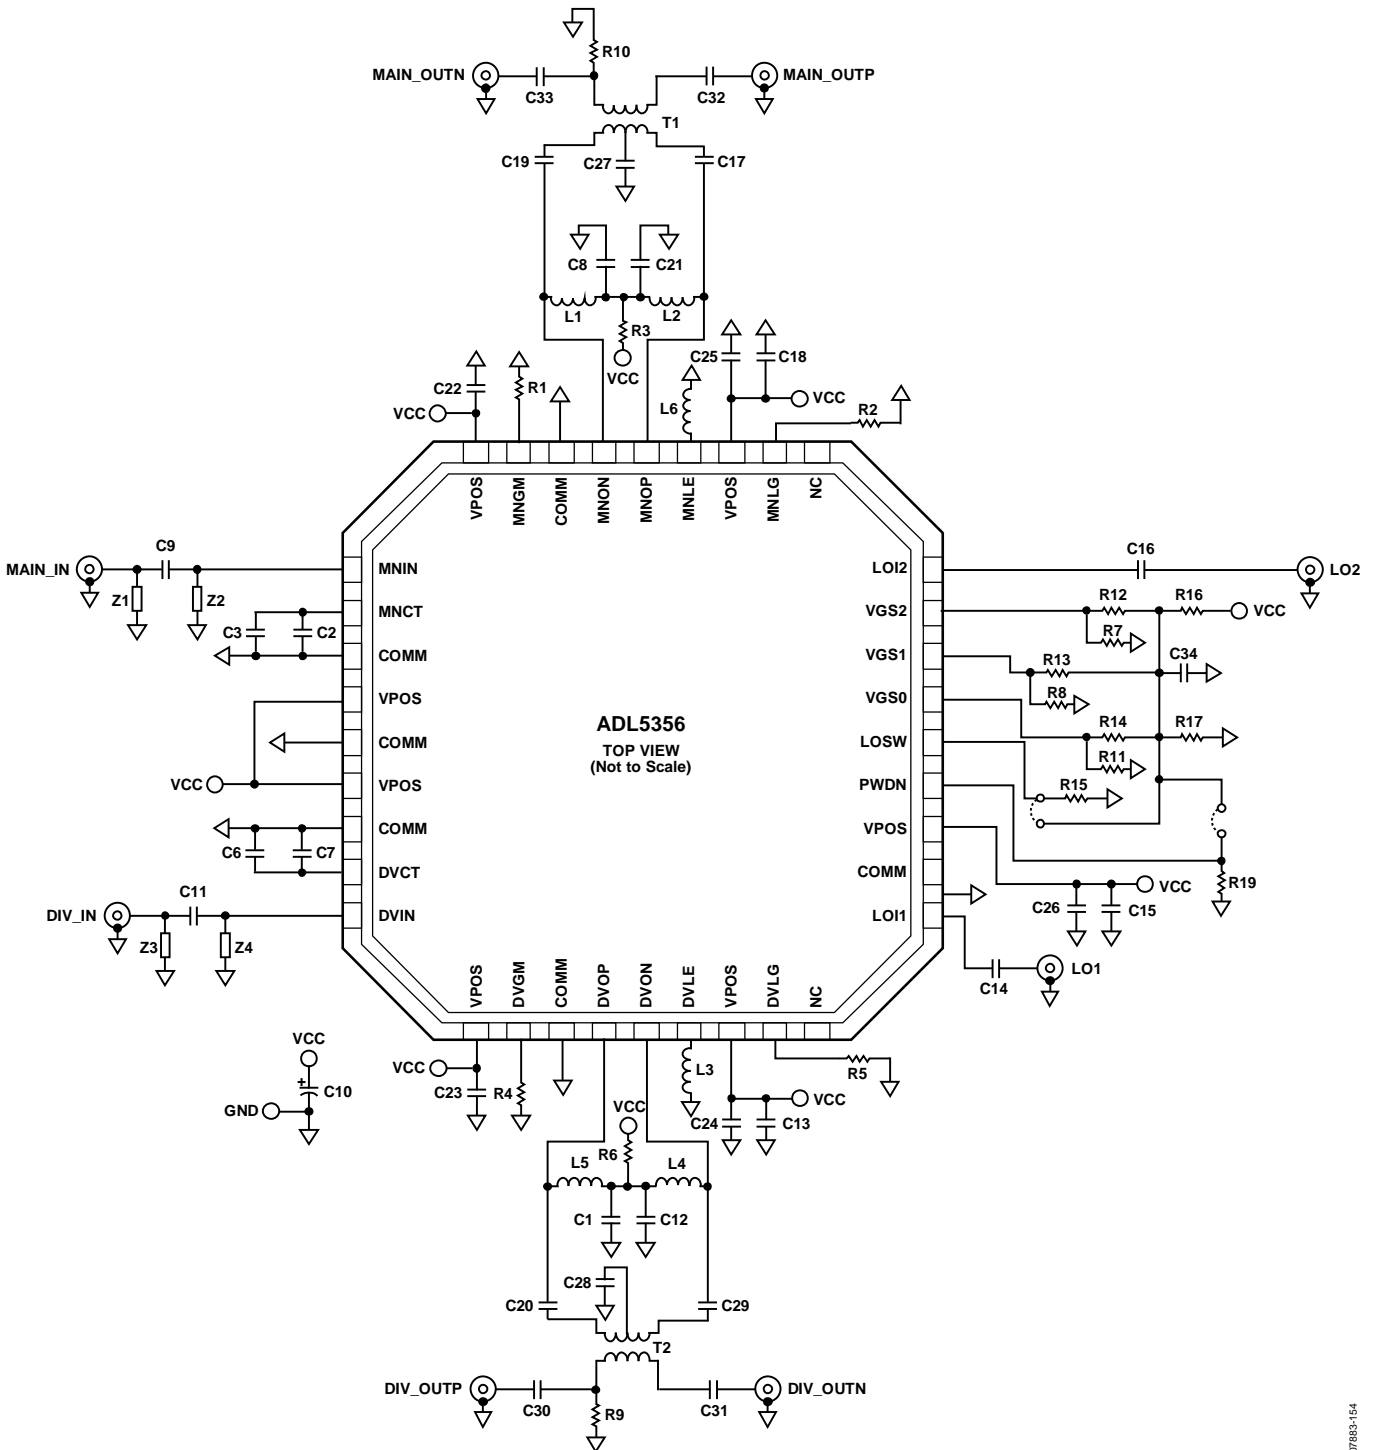 R10
MAIN_OUTN
MAIN_OUTP
C33
C32
T1
C19
C27
C17
C8
C21
L1
L2
R3
VCC
C25
C18
C22
R1
L6
VCC
R2
VCC
VPOS
MNGM
COMM
MNON
MNOP
MNLE
VPOS
MNLG
NC
C9
MAIN_IN
Z1
Z2
MNIN
MNCT
C3
C2
COMM
VPOS
COMM
VCC
VPOS
COMM
C6
C7
DVCT
C11
DIV_IN
DVIN
Z3
Z4
ADL5356
TOP VIEW
(Not to Scale)
LOI2
VGS2
VGS1
VGS0
LOSW
PWDN
VPOS
COMM
LOI1
C16
LO2
R12
R16
VCC
R7
R13
C34
R8
R14
R17
R11
R15
VCC
R19
C26
C15
C14
LO1
VPOS
DVGM
COMM
DVOP
DVON
DVLE
VPOS
DVLG
NC
VCC
C10
GND
VCC
C23
R4
L3
R5
VCC
C24
C13
VCC
R6
L5
L4
C1
C12
C28
C20
C29
T2
DIV_OUTP
DIV_OUTN
C30
C31
R9
07883-154